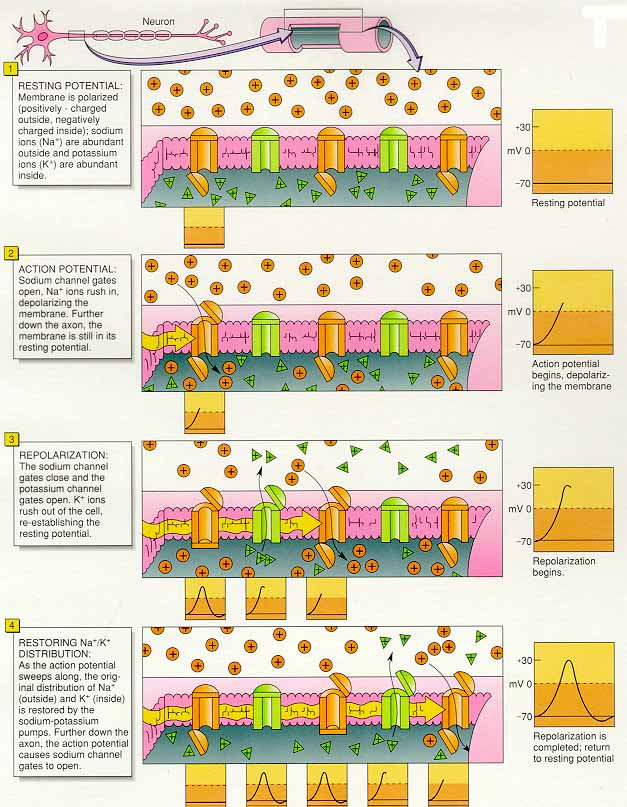 Neuron
1
RESTING POTENTIAL:
Membrane is polarized
(positively - charged
outside, negatively
charged inside); sodium
ions (Na⁺) are abundant
outside and potassium
ions (K⁺) are abundant
inside.
+30
mV 0
−70
Resting potential
2
ACTION POTENTIAL:
Sodium channel gates
open, Na⁺ ions rush in,
depolarizing the
membrane. Further
down the axon, the
membrane is still in its
resting potential.
+30
mV 0
−70
Action potential
begins, depolariz-
ing the membrane
3
REPOLARIZATION:
The sodium channel
gates close and the
potassium channel
gates open. K⁺ ions
rush out of the cell,
re-establishing the
resting potential.
+30
mV 0
−70
Repolarization
begins.
4
RESTORING Na⁺/K⁺
DISTRIBUTION:
As the action potential
sweeps along, the orig-
inal distribution of Na⁺
(outside) and K⁺ (inside)
is restored by the
sodium-potassium
pumps. Further down the
axon, the action potential
causes sodium channel
gates to open.
+30
mV 0
−70
Repolarization is
completed; return
to resting potential